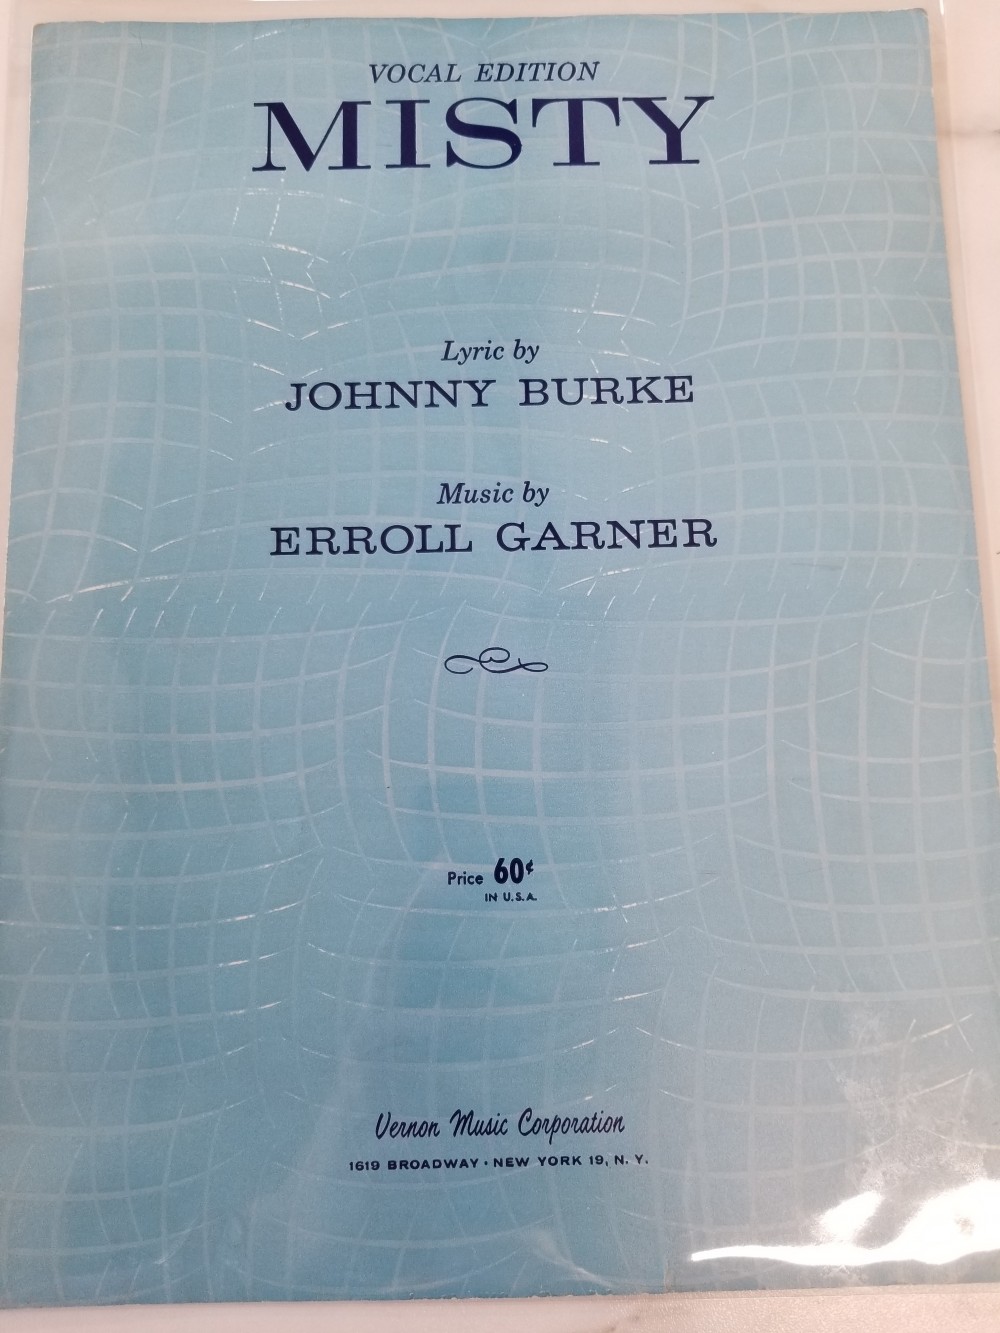 VOCAL EDITION
MISTY
Lyric by
JOHNNY BURKE
Music by
ERROLL GARNER
Price 60¢
IN U.S.A.
Vernon Music Corporation
1619 BROADWAY • NEW YORK 19, N. Y.